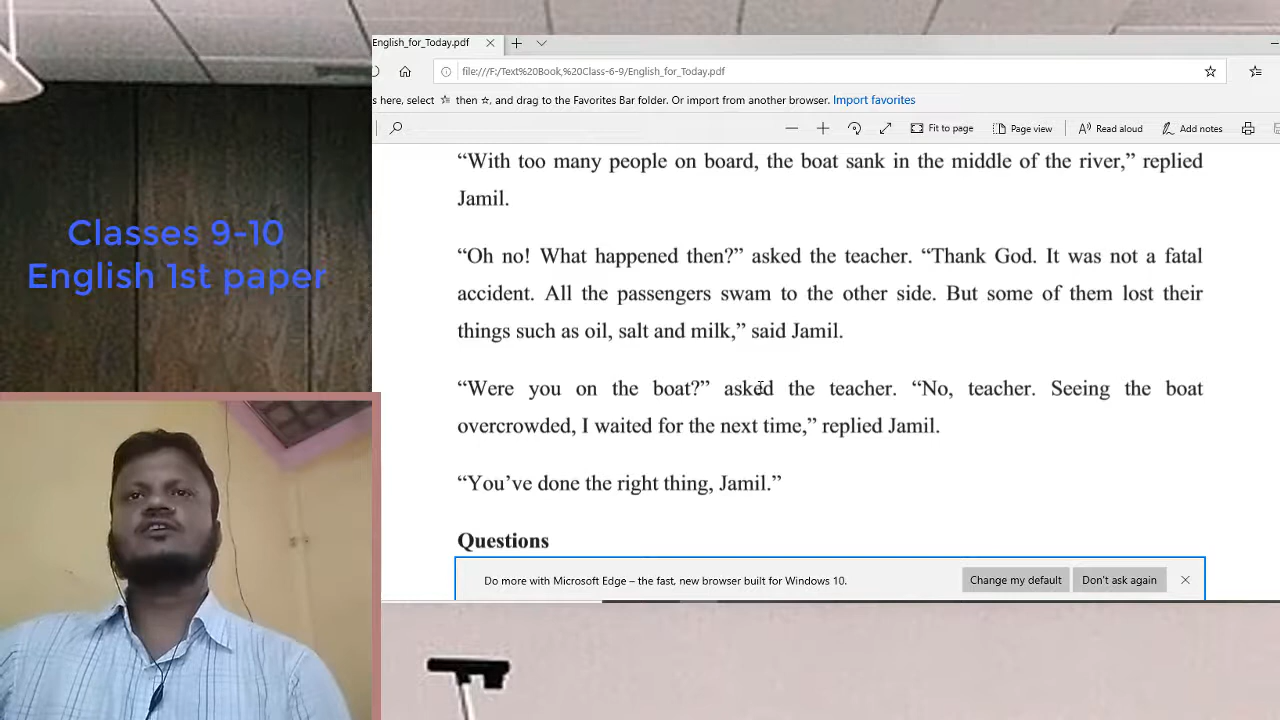 English_for_Today.pdf
file:///F:/Text%20Book,%20Class-6-9/English_for_Today.pdf
s here, select then, and drag to the Favorites Bar folder. Or import from another browser. Import favorites
Fit to page Page view Read aloud Add notes
“With too many people on board, the boat sank in the middle of the river,” replied
Jamil.
“Oh no! What happened then?” asked the teacher. “Thank God. It was not a fatal
accident. All the passengers swam to the other side. But some of them lost their
things such as oil, salt and milk,” said Jamil.
“Were you on the boat?” asked the teacher. “No, teacher. Seeing the boat
overcrowded, I waited for the next time,” replied Jamil.
“You’ve done the right thing, Jamil.”
Questions
Do more with Microsoft Edge – the fast, new browser built for Windows 10. Change my default Don't ask again
Classes 9-10
English 1st paper